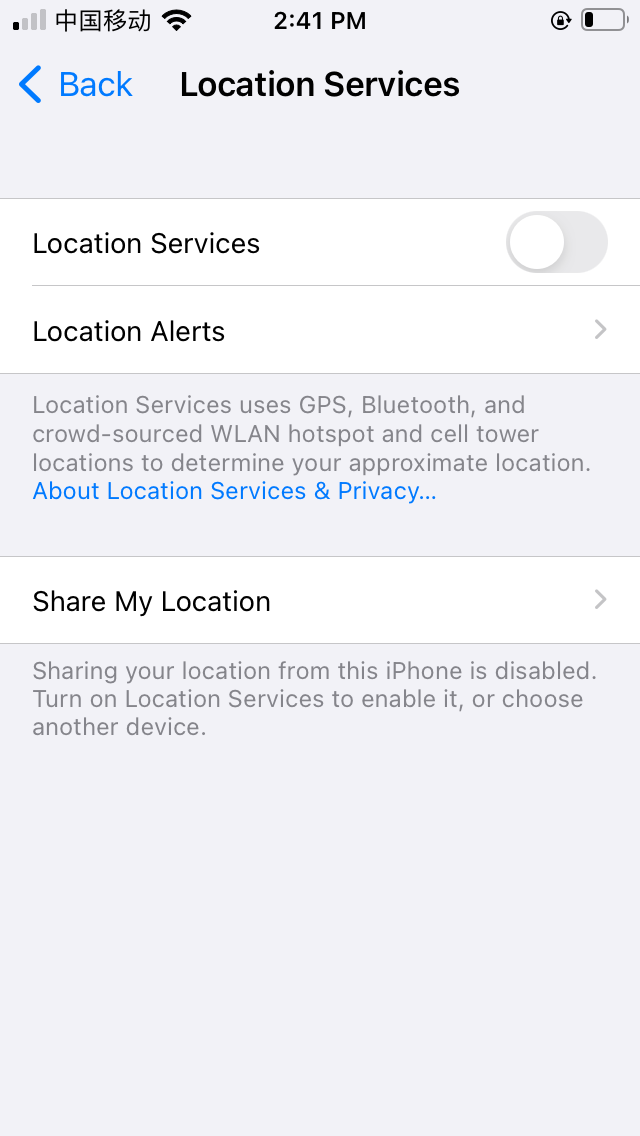 中国移动 2:41 PM
Back Location Services
Location Services
Location Alerts
Location Services uses GPS, Bluetooth, and
crowd-sourced WLAN hotspot and cell tower
locations to determine your approximate location.
About Location Services & Privacy...
Share My Location
Sharing your location from this iPhone is disabled.
Turn on Location Services to enable it, or choose
another device.